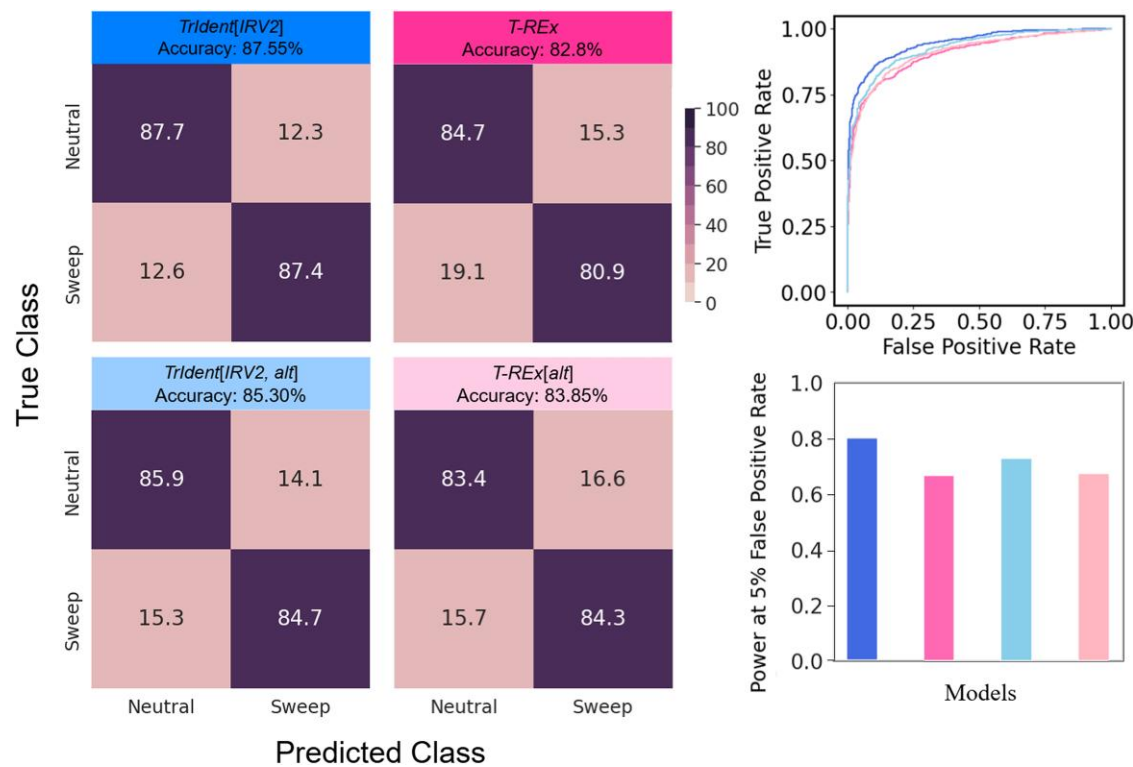 TrIdent[IRV2]
Accuracy: 87.55%
T-REx
Accuracy: 82.8%
True Class
Neutral
Sweep
87.7 12.3
12.6 87.4
84.7 15.3
19.1 80.9
100
80
60
40
20
0
TrIdent[IRV2, alt]
Accuracy: 85.30%
T-REx[alt]
Accuracy: 83.85%
Neutral
Sweep
85.9 14.1
15.3 84.7
83.4 16.6
15.7 84.3
Neutral Sweep
Neutral Sweep
Predicted Class
True Positive Rate
1.00
0.75
0.50
0.25
0.00
0.00 0.25 0.50 0.75 1.00
False Positive Rate
Power at 5% False Positive Rate
1.0
0.8
0.6
0.4
0.2
0.0
Models